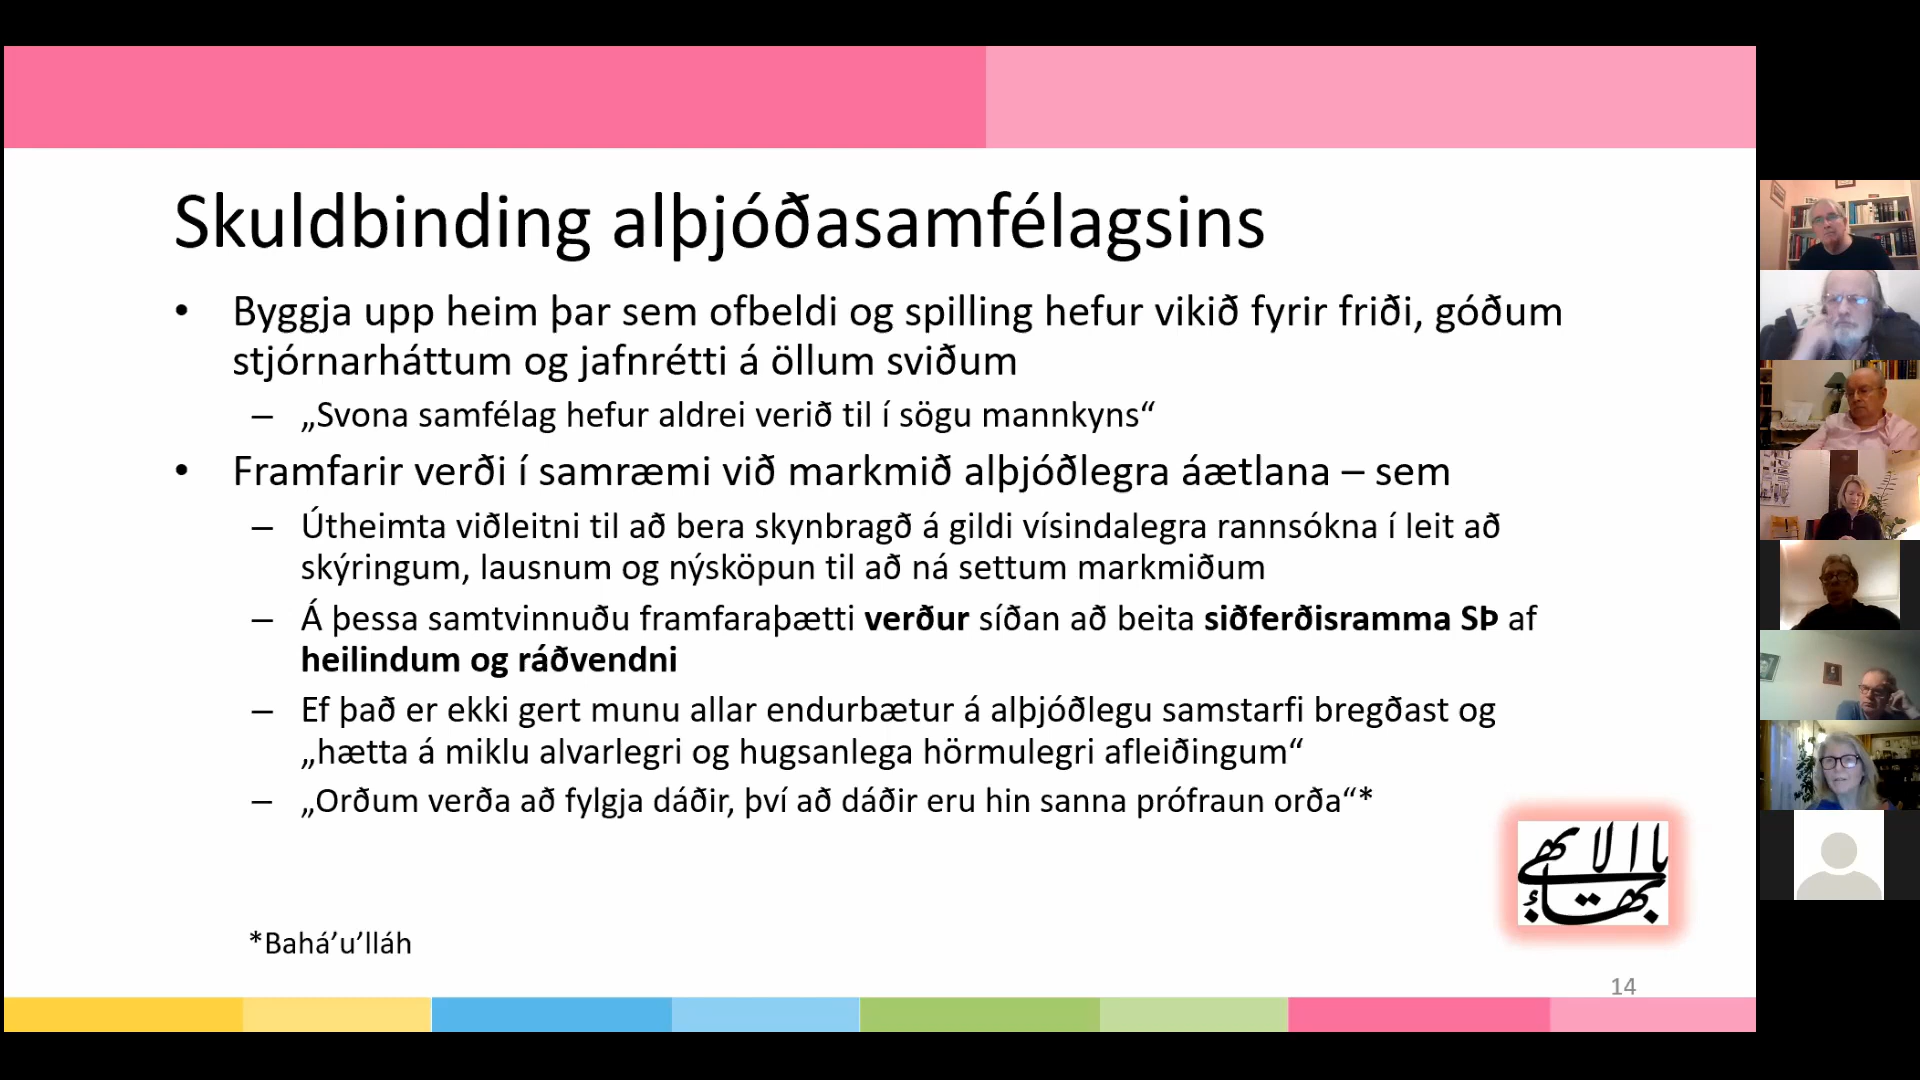 Skuldbinding alþjóðasamfélagsins
• Byggja upp heim þar sem ofbeldi og spilling hefur vikið fyrir friði, góðum
stjórnarháttum og jafnrétti á öllum sviðum
– „Svona samfélag hefur aldrei verið til í sögu mannkyns“
• Framfarir verði í samræmi við markmið alþjóðlegra áætlana – sem
– Útheimta viðleitni til að bera skynbragð á gildi vísindalegra rannsókna í leit að
skýringum, lausnum og nýsköpun til að ná settum markmiðum
– Á þessa samtvinnuðu framfaraþætti verður síðan að beita siðferðisramma SÞ af
heilindum og ráðvendni
– Ef það er ekki gert munu allar endurbætur á alþjóðlegu samstarfi bregðast og
„hætta á miklu alvarlegri og hugsanlega hörmulegri afleiðingum“
– „Orðum verða að fylgja dáðir, því að dáðir eru hin sanna prófraun orða“*
يا بهاء الابهى
*Bahá’u’lláh
14